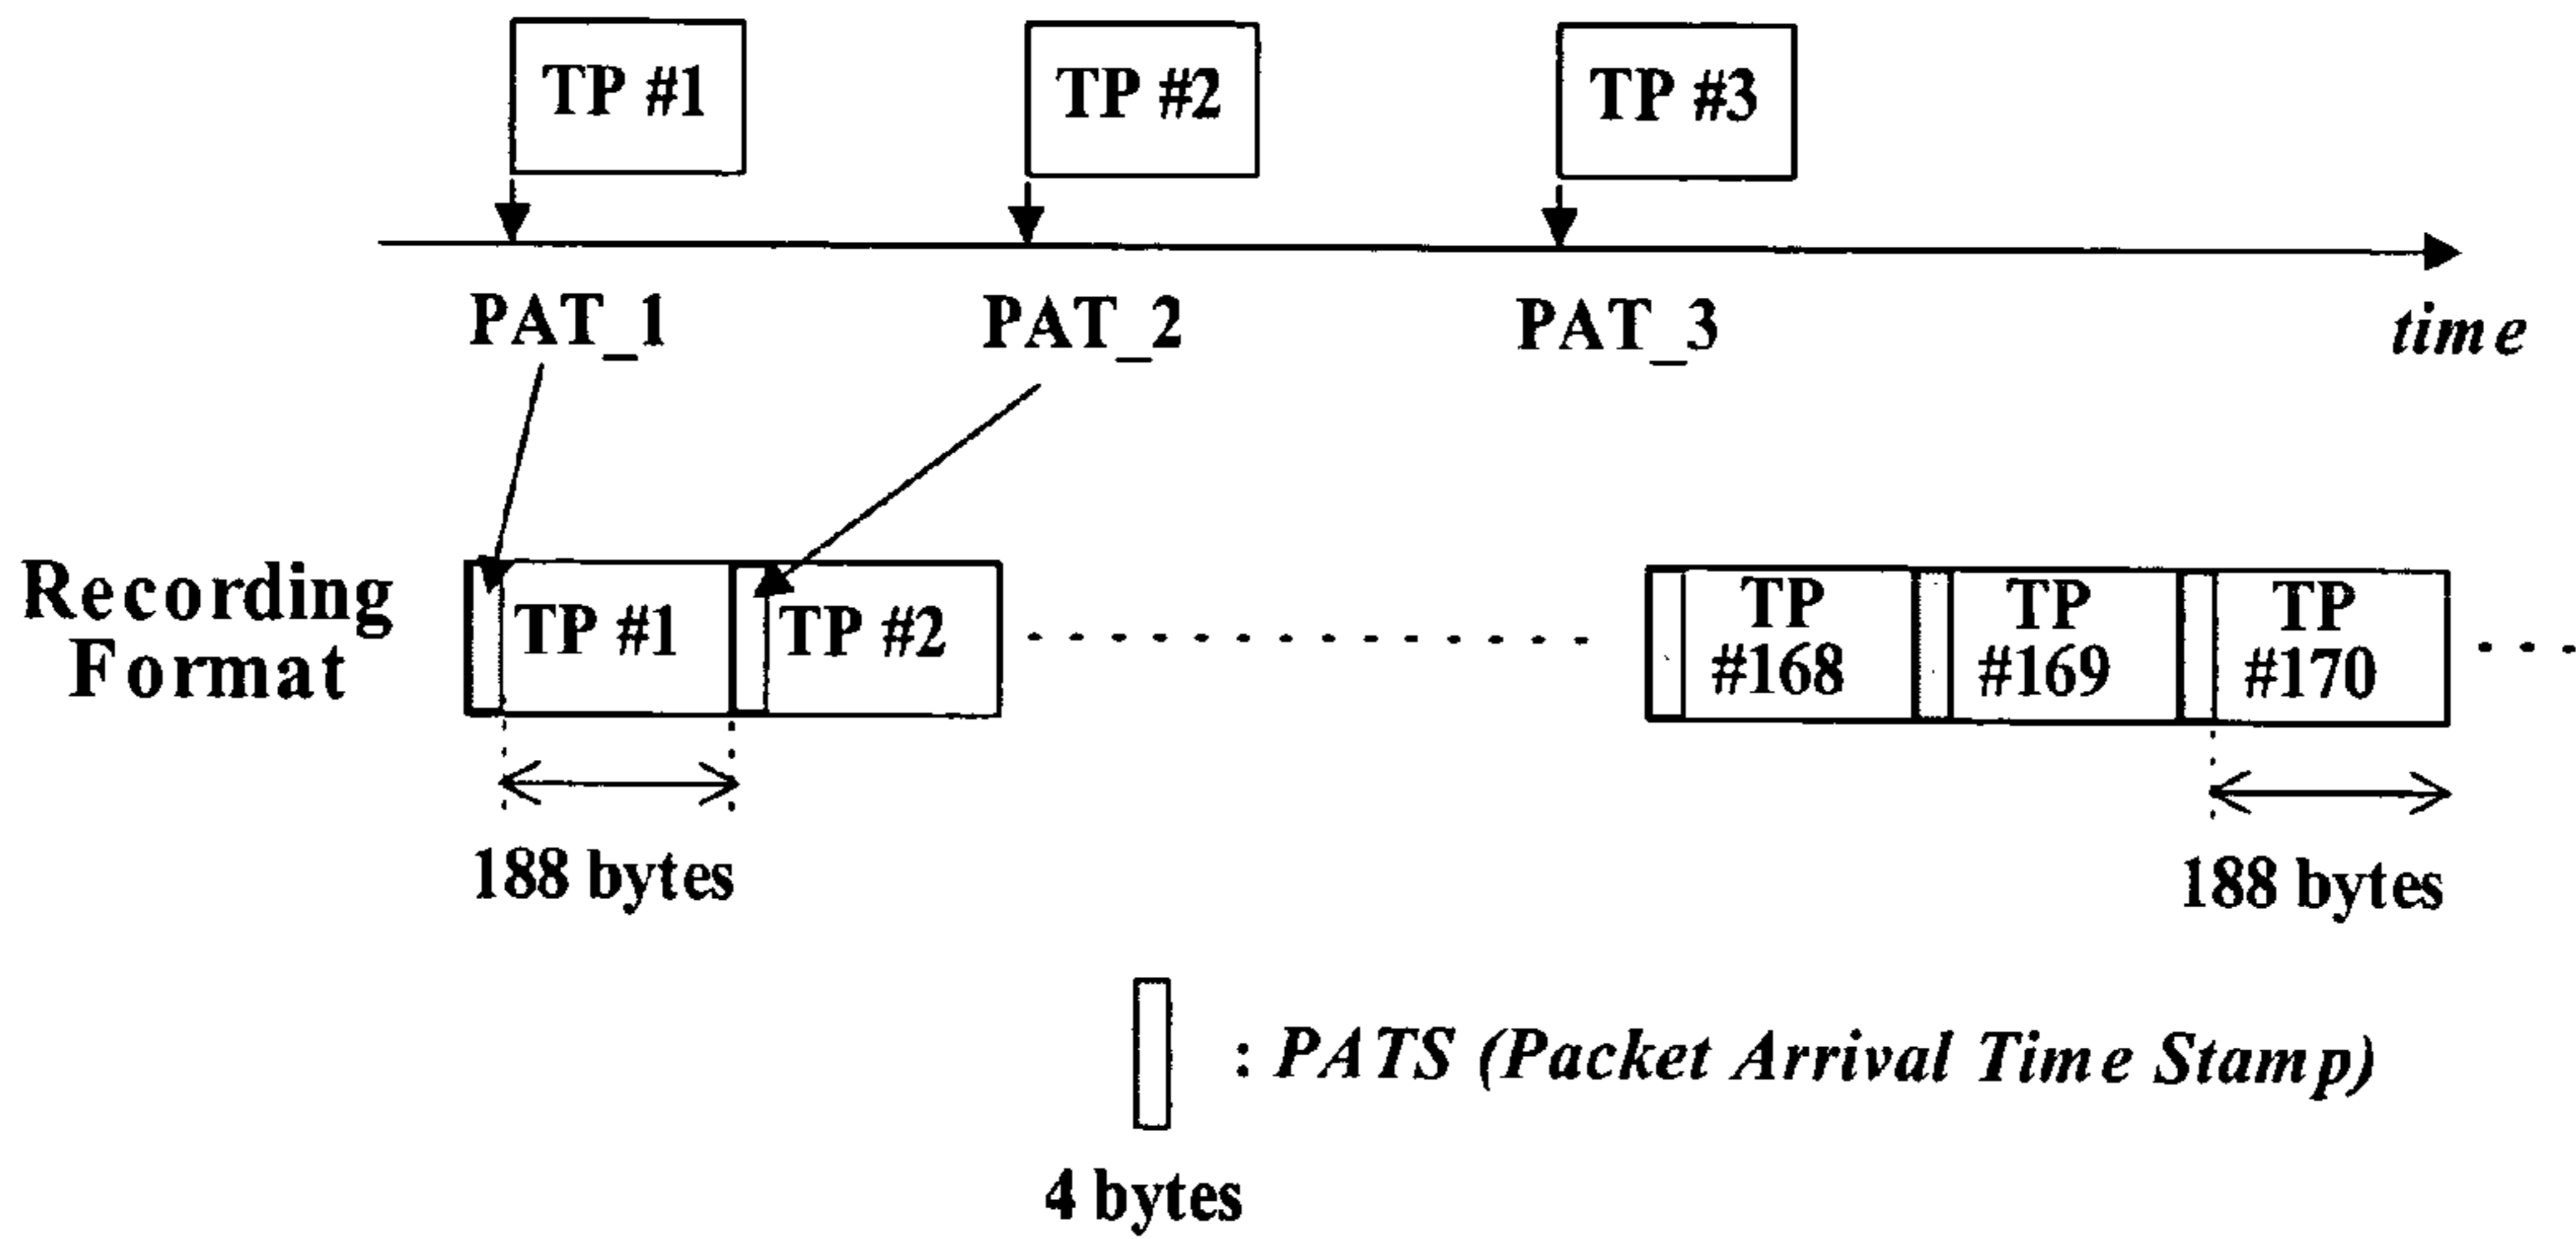 TP #1
TP #2
TP #3
PAT_1
PAT_2
PAT_3
time
Recording
Format
TP #1
TP #2
TP
#168
TP
#169
TP
#170
188 bytes
188 bytes
: PATS (Packet Arrival Time Stamp)
4 bytes